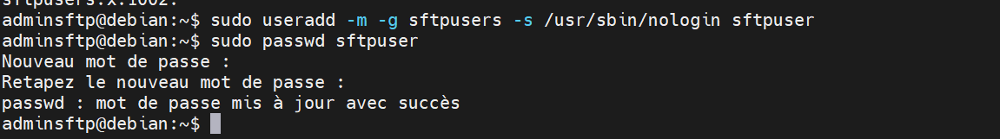 sftpusers:x:1002:
adminsftp@debian:~$ sudo useradd -m -g sftpusers -s /usr/sbin/nologin sftpuser
adminsftp@debian:~$ sudo passwd sftpuser
Nouveau mot de passe :
Retapez le nouveau mot de passe :
passwd : mot de passe mis à jour avec succès
adminsftp@debian:~$